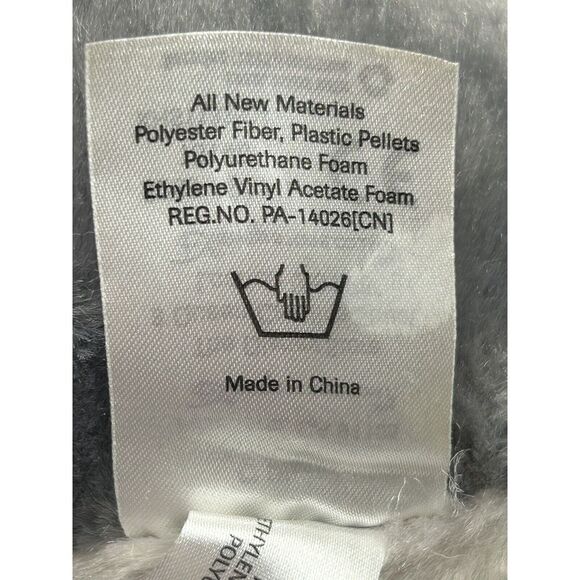 All New Materials
Polyester Fiber, Plastic Pellets
Polyurethane Foam
Ethylene Vinyl Acetate Foam
REG.NO. PA-14026[CN]
Made in China